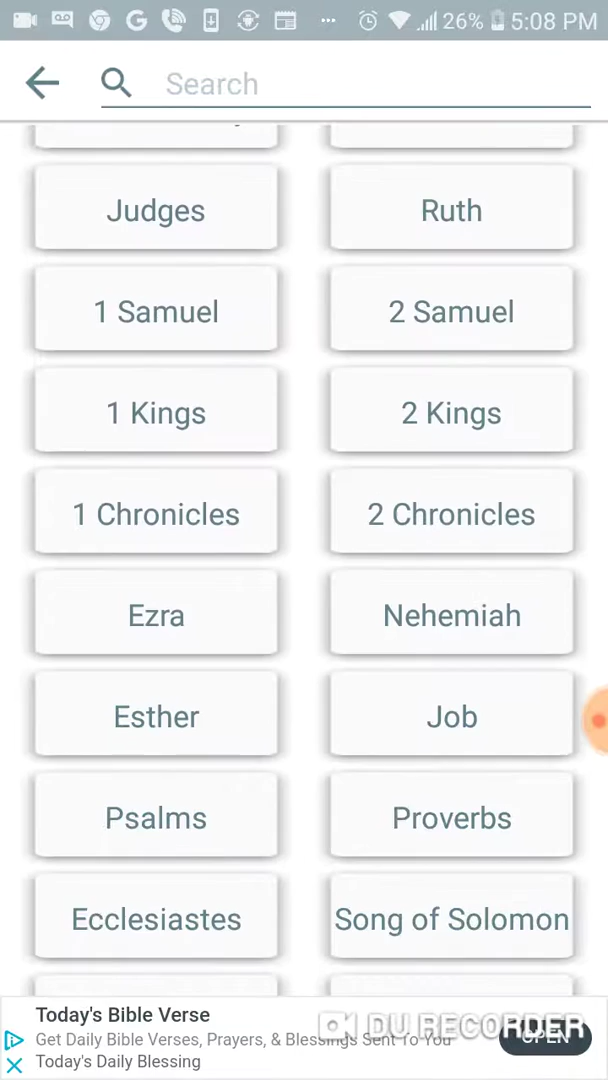 26% 5:08 PM
Search
Judges
Ruth
1 Samuel
2 Samuel
1 Kings
2 Kings
1 Chronicles
2 Chronicles
Ezra
Nehemiah
Esther
Job
Psalms
Proverbs
Ecclesiastes
Song of Solomon
Today's Bible Verse
Get Daily Bible Verses, Prayers, & Blessings Sent To You
Today's Daily Blessing
OPEN
DU RECORDER